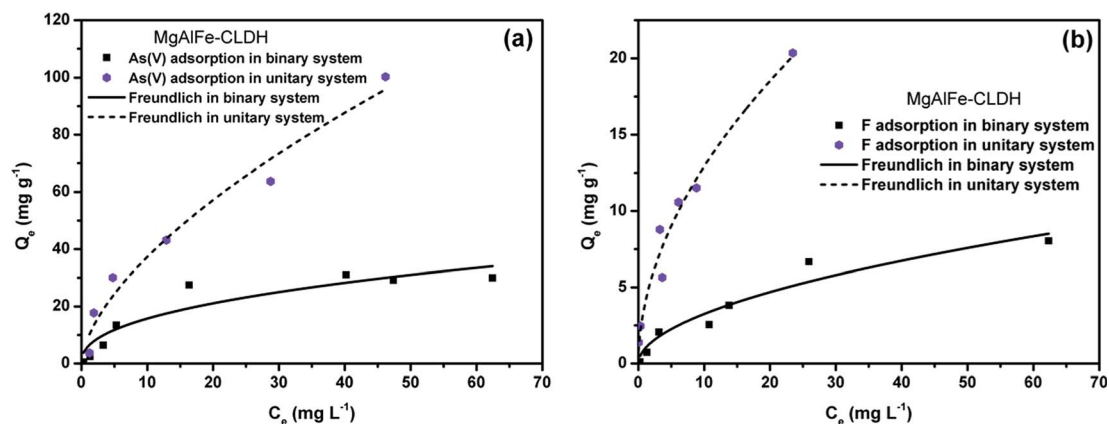 (a)
MgAlFe-CLDH
As(V) adsorption in binary system
As(V) adsorption in unitary system
Freundlich in binary system
Freundlich in unitary system
120
100
80
60
40
20
0
Qe (mg g-1)
0 10 20 30 40 50 60 70
Ce (mg L-1)
(b)
MgAlFe-CLDH
F adsorption in binary system
F adsorption in unitary system
Freundlich in binary system
Freundlich in unitary system
20
15
10
5
0
Qe (mg g-1)
0 10 20 30 40 50 60 70
Ce (mg L-1)